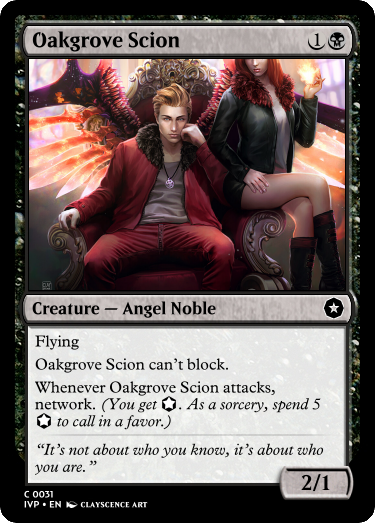 Oakgrove Scion 1
Creature — Angel Noble
Flying
Oakgrove Scion can't block.
Whenever Oakgrove Scion attacks,
network. (You get . As a sorcery, spend 5
to call in a favor.)
"It's not about who you know, it's about who
you are."
2/1
C 0031
IVP • EN CLAYSCIENCE ART